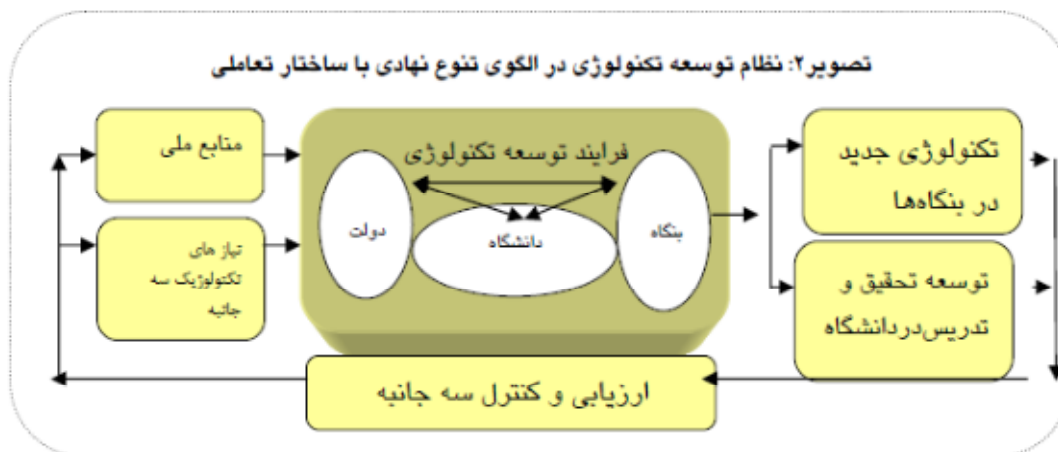 تصویر۲: نظام توسعه تکنولوژی در الگوی تنوع نهادی با ساختار تعاملی
تکنولوژی جدید
در بنگاه‌ها
توسعه تحقیق و
تدریس‌دردانشگاه
فرایند توسعه تکنولوژی
بنگاه
دانشگاه
دولت
منابع ملی
نیاز های
تکنولوژیک سه
جانبه
ارزیابی و کنترل سه جانبه